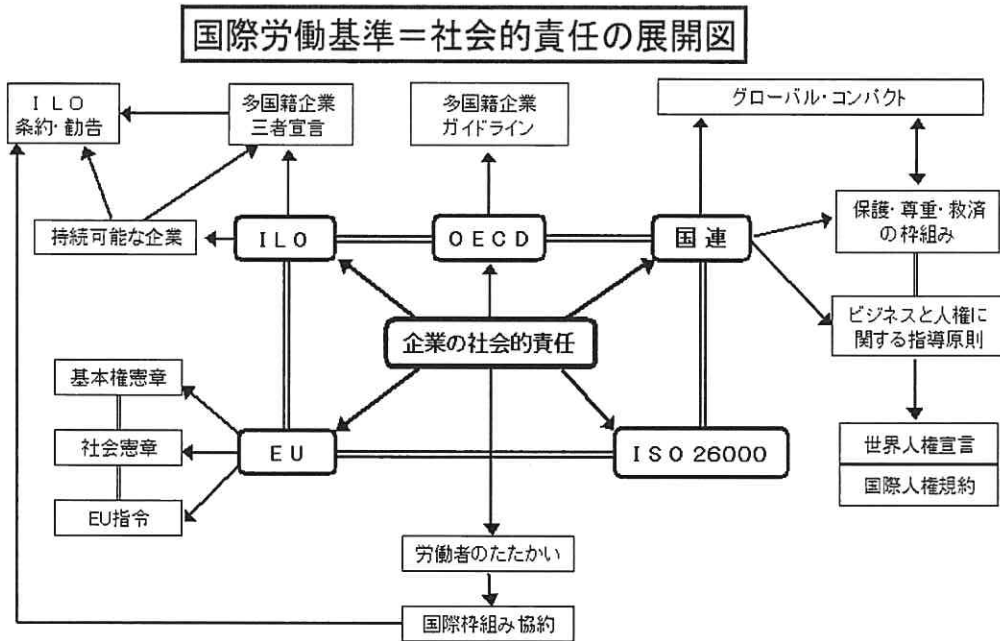 国際労働基準＝社会的責任の展開図
ＩＬＯ
条約・勧告
多国籍企業
三者宣言
多国籍企業
ガイドライン
グローバル・コンパクト
持続可能な企業
ＩＬＯ
ＯＥＣＤ
国連
保護・尊重・救済
の枠組み
企業の社会的責任
ビジネスと人権に
関する指導原則
基本権憲章
社会憲章
EU指令
ＥＵ
ＩＳＯ 26000
世界人権宣言
国際人権規約
労働者のたたかい
国際枠組み協約